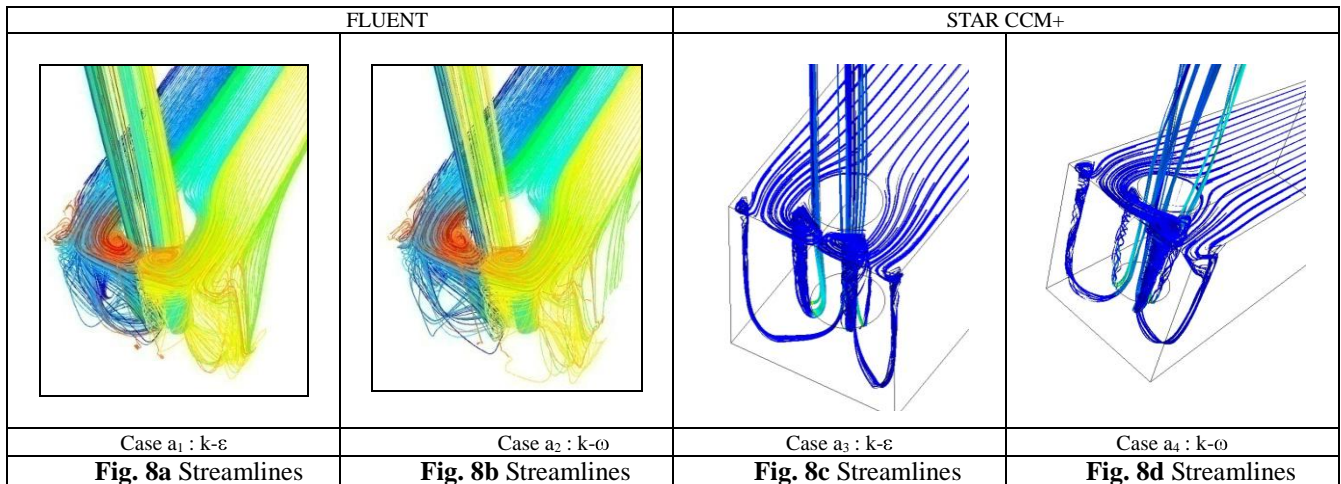 FLUENT STAR CCM+
Case a₁ : k-ε Case a₂ : k-ω Case a₃ : k-ε Case a₄ : k-ω
Fig. 8a Streamlines Fig. 8b Streamlines Fig. 8c Streamlines Fig. 8d Streamlines